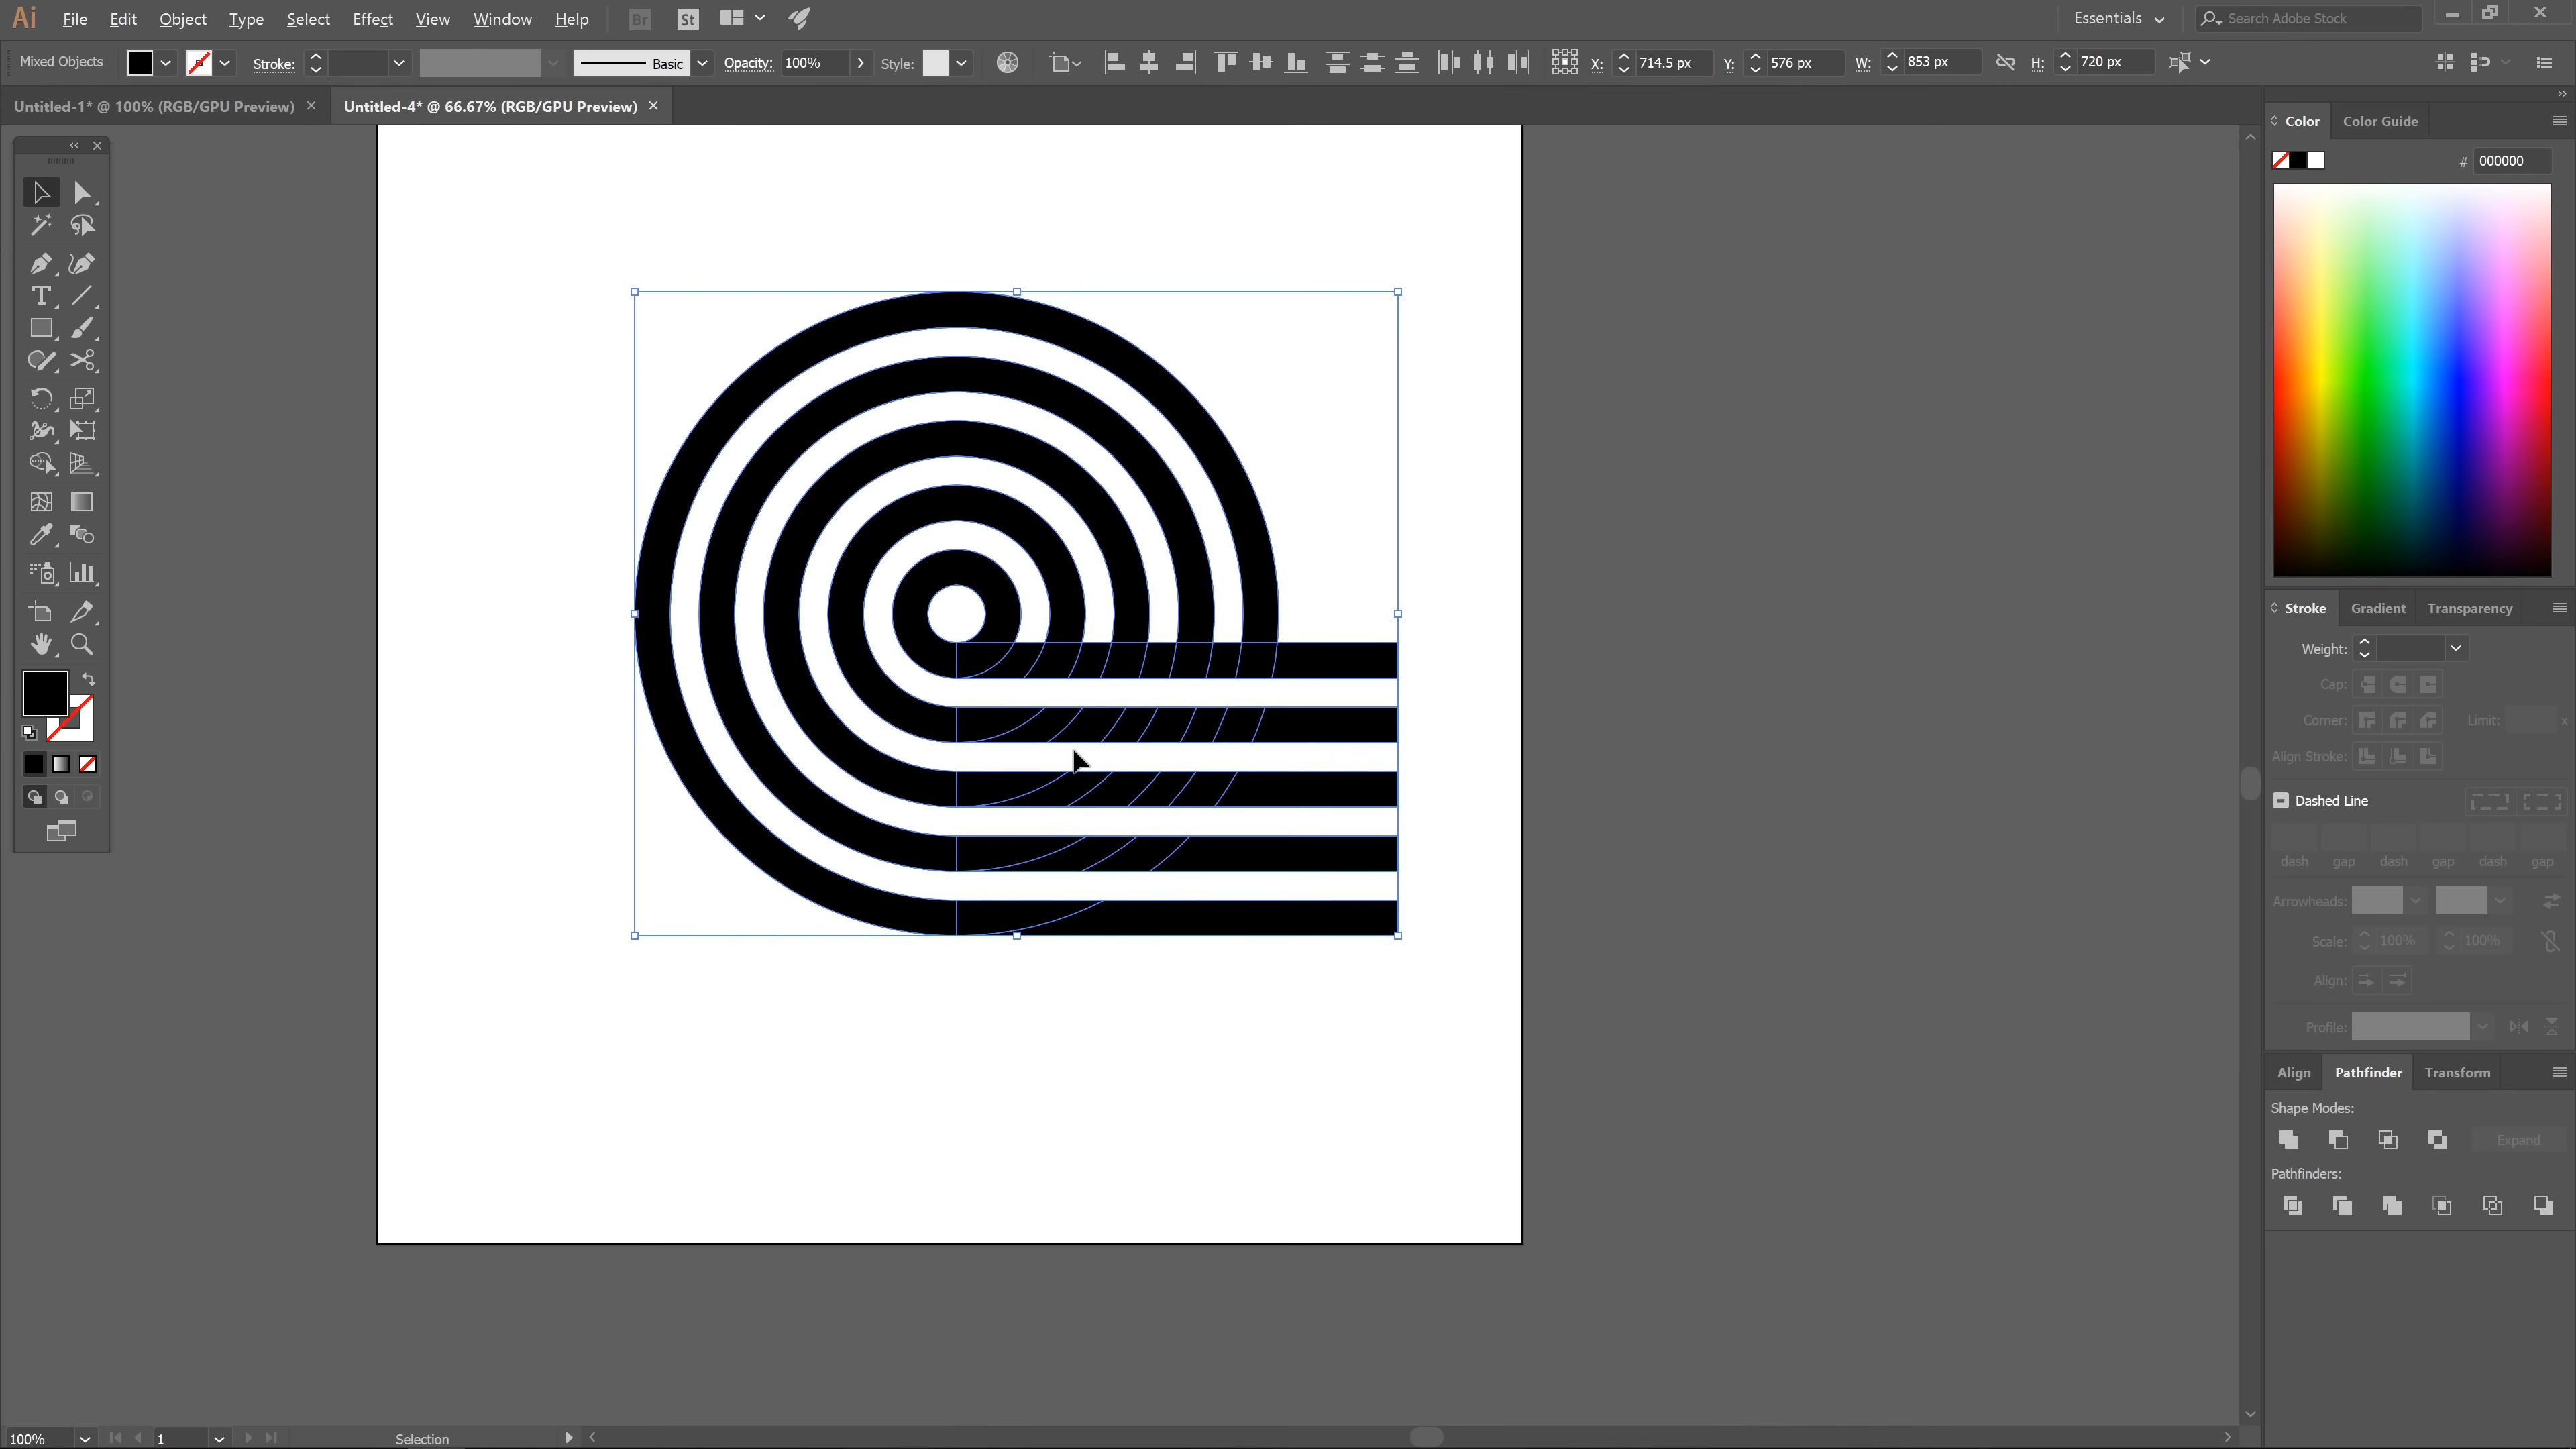 Ai File Edit Object Type Select Effect View Window Help Br St Essentials Search Adobe Stock
Mixed Objects Stroke: Basic Opacity: 100% Style: X: 714.5 px Y: 576 px W: 853 px H: 720 px
Untitled-1* @ 100% (RGB/GPU Preview) Untitled-4* @ 66.67% (RGB/GPU Preview)
Color Color Guide
# 000000
Stroke Gradient Transparency
Weight:
Cap:
Corner: Limit: x
Align Stroke:
Dashed Line
dash gap dash gap dash gap
Arrowheads:
Scale: 100% 100%
Align:
Profile:
Align Pathfinder Transform
Shape Modes:
Expand
Pathfinders:
100% 1 Selection